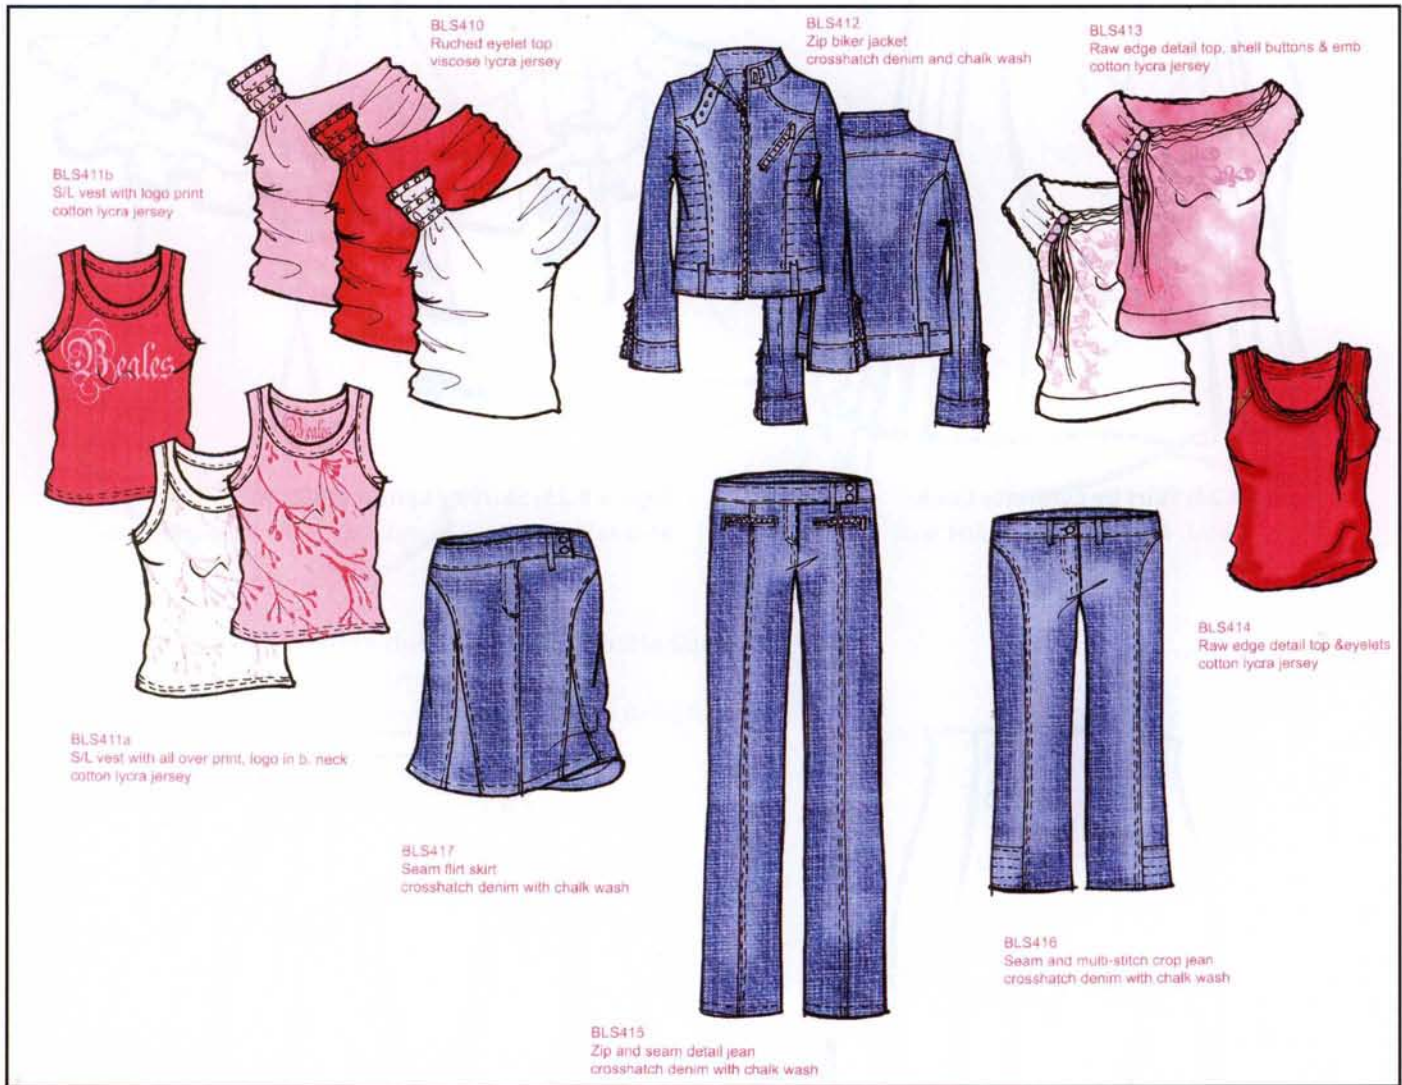 BLS410
Ruched eyelet top
viscose lycra jersey
BLS412
Zip biker jacket
crosshatch denim and chalk wash
BLS413
Raw edge detail top, shell buttons & emb
cotton lycra jersey
BLS411b
S/L vest with logo print
cotton lycra jersey
Beales
Beales
BLS414
Raw edge detail top &eyelets
cotton lycra jersey
BLS411a
S/L vest with all over print, logo in b. neck
cotton lycra jersey
BLS417
Seam flirt skirt
crosshatch denim with chalk wash
BLS416
Seam and multi-stitch crop jean
crosshatch denim with chalk wash
BLS415
Zip and seam detail jean
crosshatch denim with chalk wash